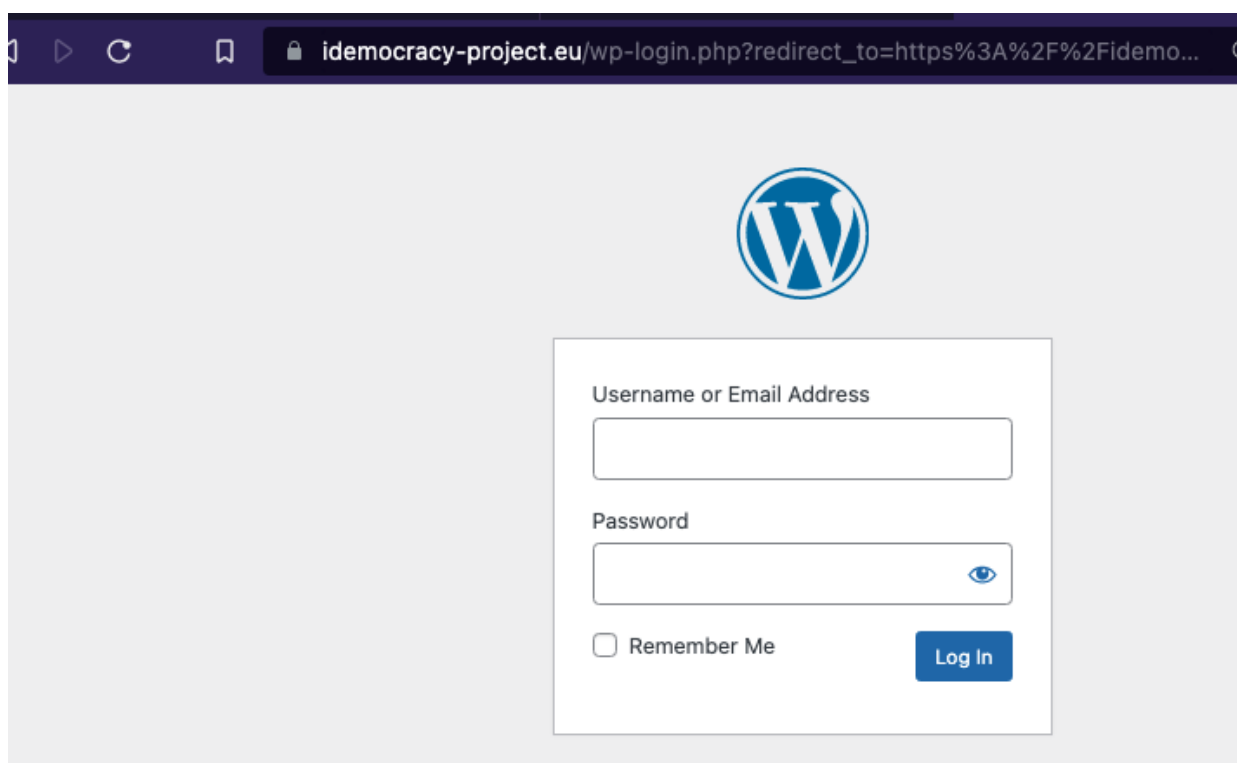 idemocracy-project.eu/wp-login.php?redirect_to=https%3A%2F%2Fidemo...
Username or Email Address
Password
Remember Me
Log In